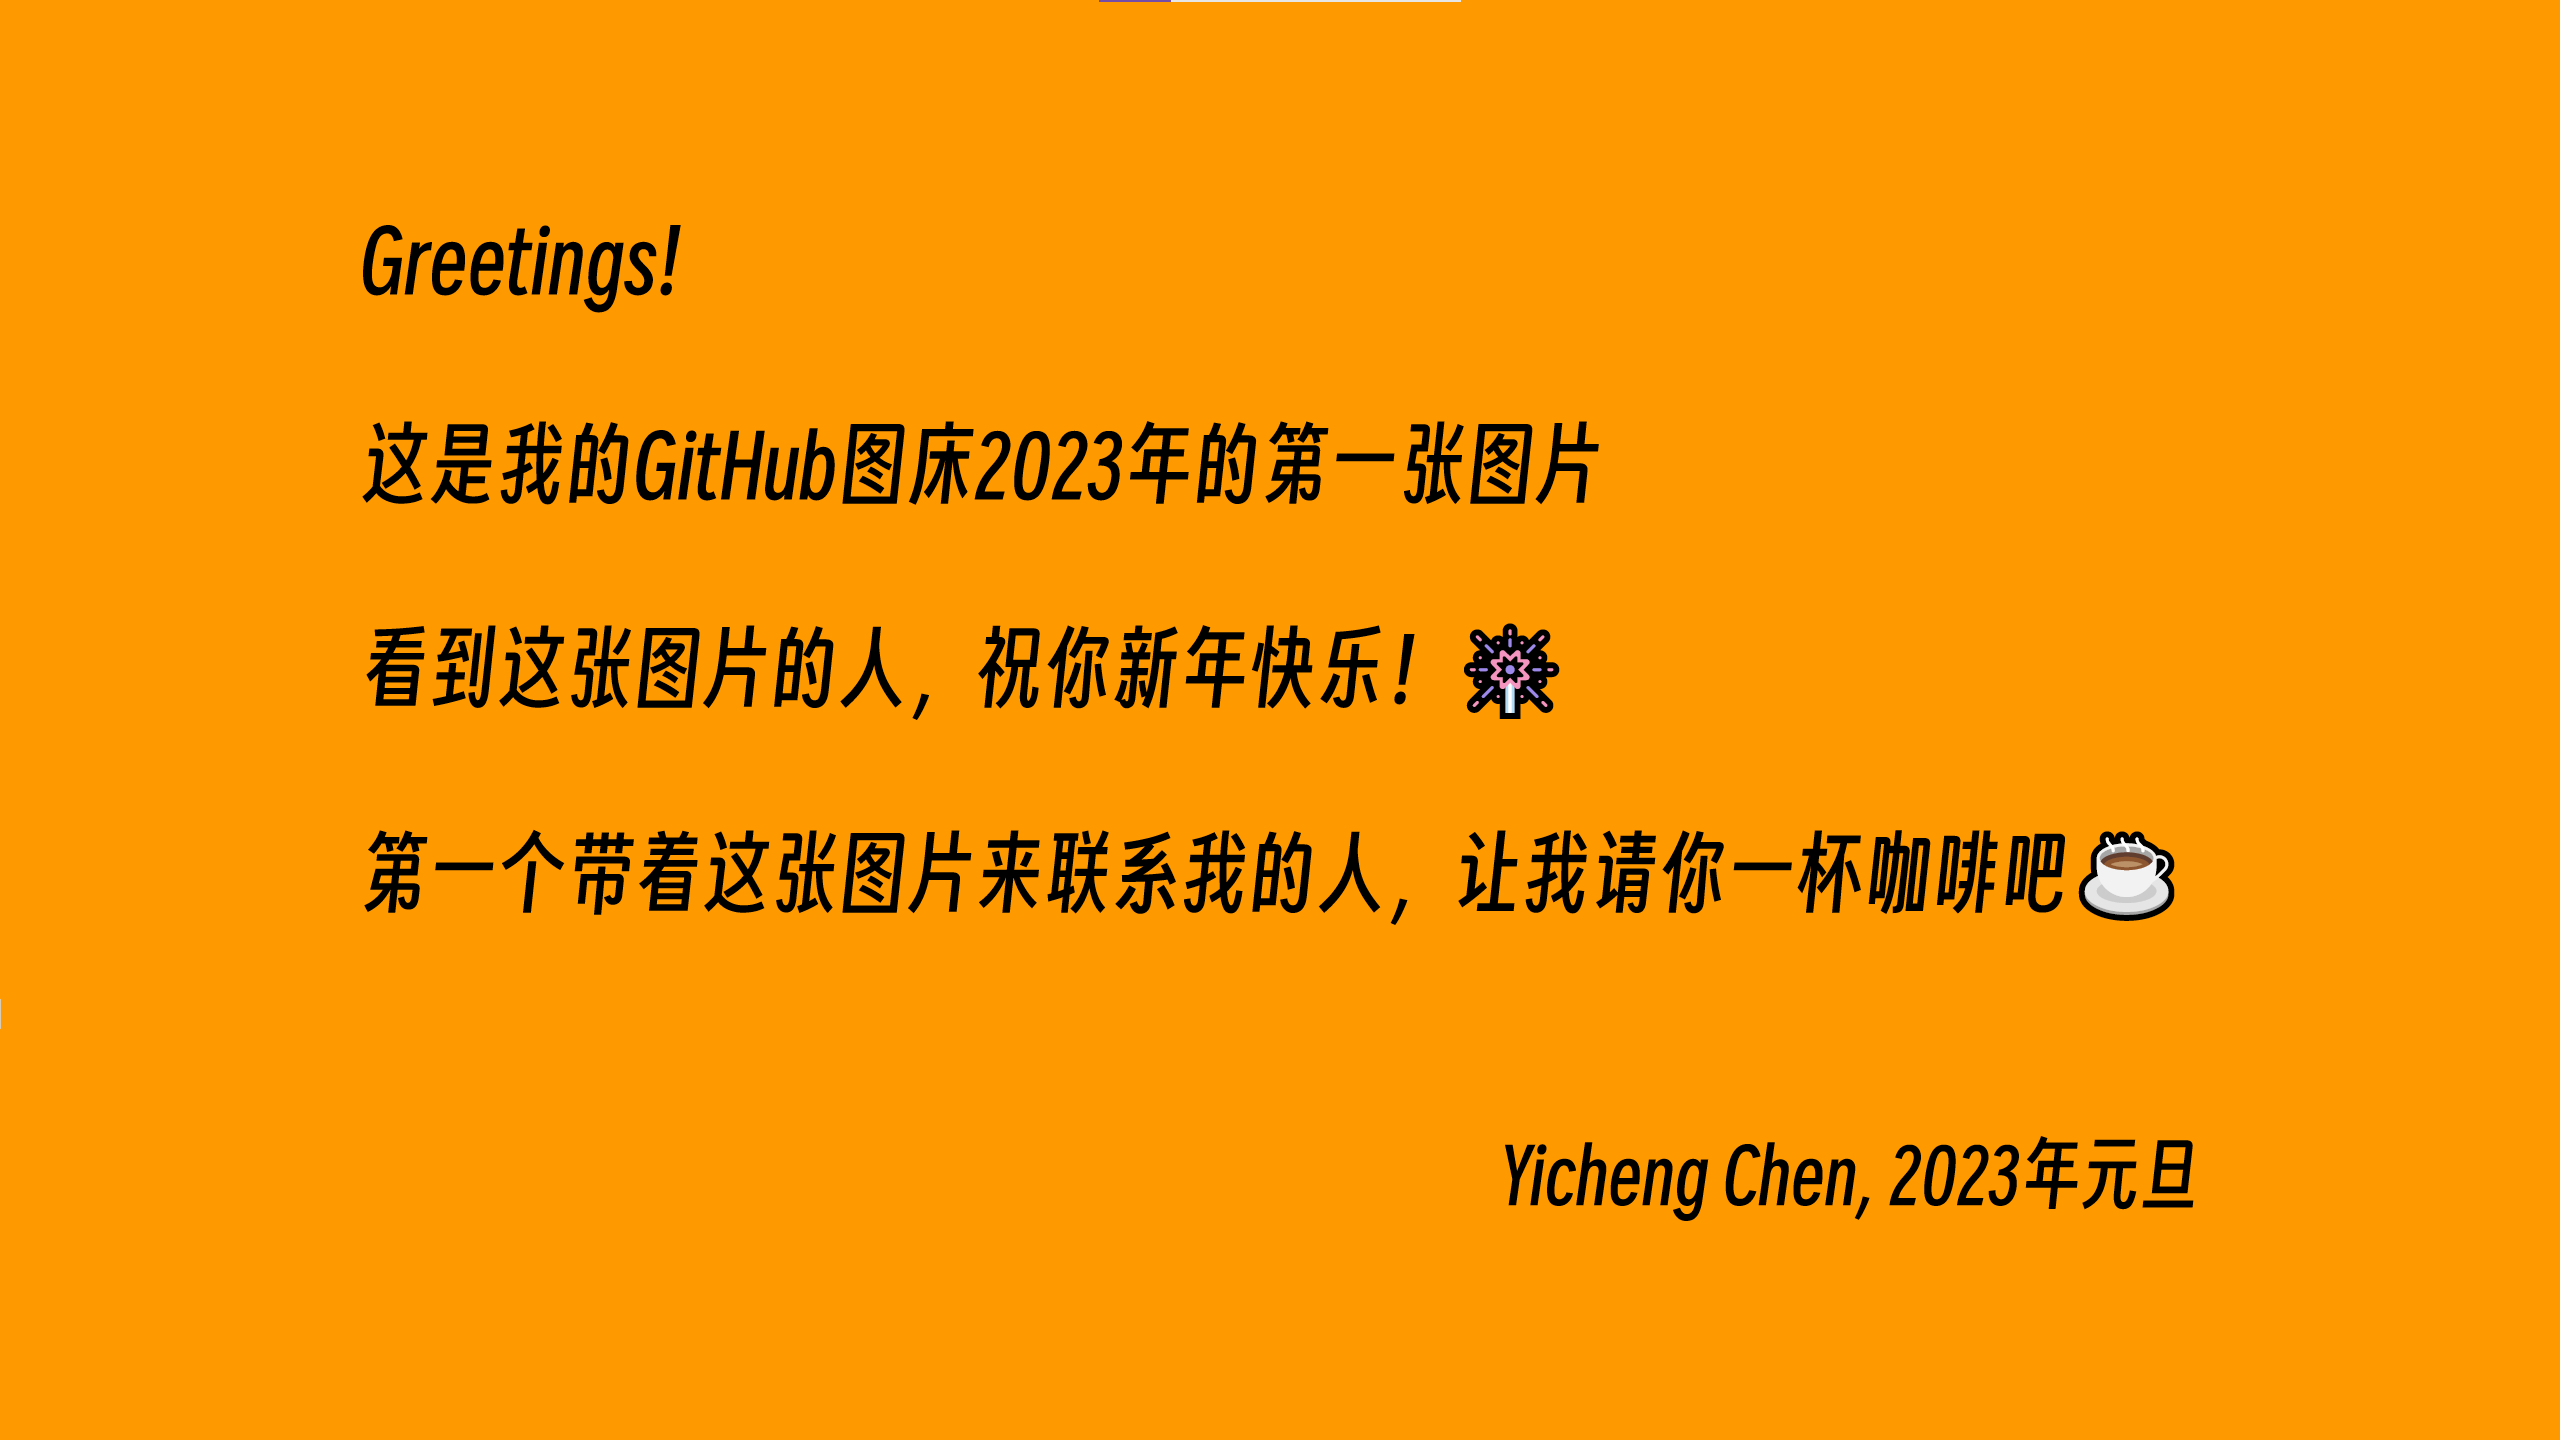 Greetings!
这是我的GitHub图床2023年的第一张图片
看到这张图片的人，祝你新年快乐！🎆
第一个带着这张图片来联系我的人，让我请你一杯咖啡吧☕
Yicheng Chen, 2023年元旦